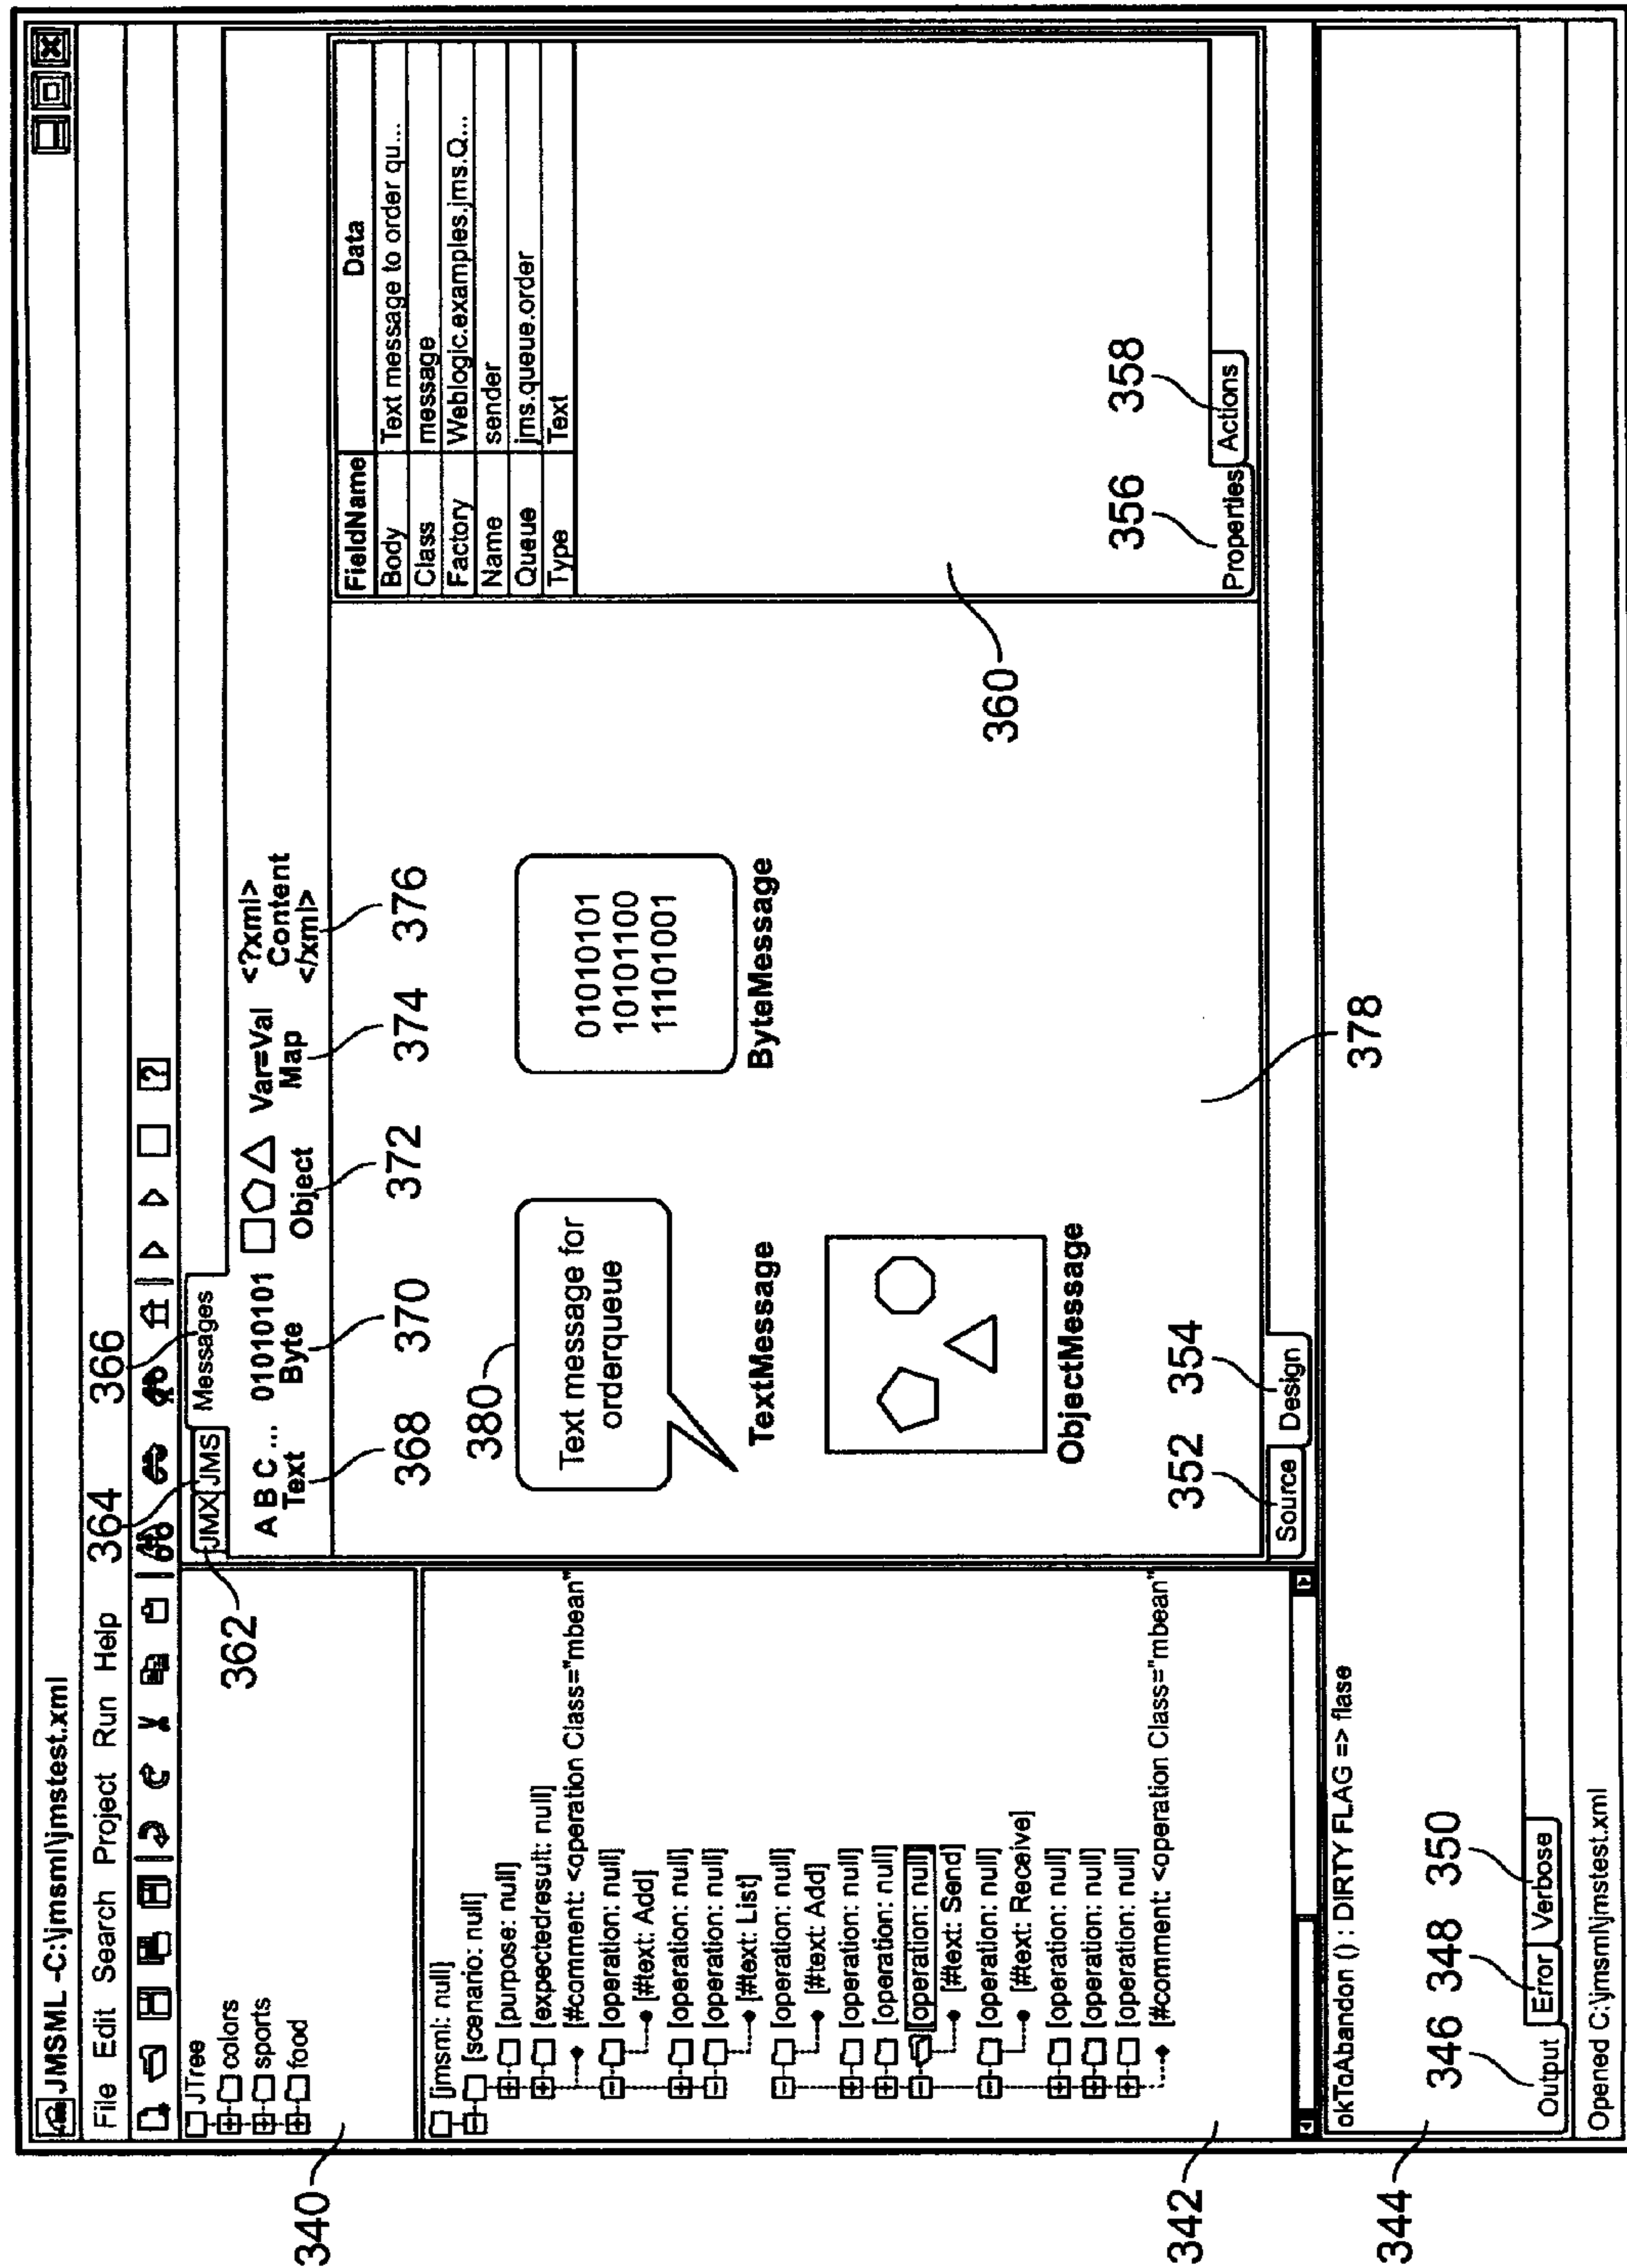 JMSML -C:\jmsml\jmstest.xml
File Edit Search Project Run Help
364
366
JTree
colors
sports
food
340
362
JMX
JMS
Messages
A B C ...
Text
01010101
Byte
Object
Var=Val
Map
<?xml>
Content
</xml>
368
370
372
374
376
[jmsml: null]
[scenario: null]
[purpose: null]
[expectedresult: null]
[#comment: <operation Class="mbean"
[operation: null]
[#text: Add]
[operation: null]
[operation: null]
[#text: List]
[operation: null]
[#text: Add]
[operation: null]
[operation: null]
[operation: null]
[#text: Send]
[operation: null]
[#text: Receive]
[operation: null]
[operation: null]
[operation: null]
[#comment: <operation Class="mbean"
342
380
Text message for
orderqueue
TextMessage
01010101
10101100
11101001
ByteMessage
ObjectMessage
352
354
Source
Design
378
FieldName Data
Body Text message to order qu...
Class message
Factory Weblogic.examples.jms.Q...
Name sender
Queue jms.queue.order
Type Text
360
356
358
Properties
Actions
okToAbandon () : DIRTY FLAG => flase
344
346
348
350
Output
Error
Verbose
Opened C:\jmsml\jmstest.xml